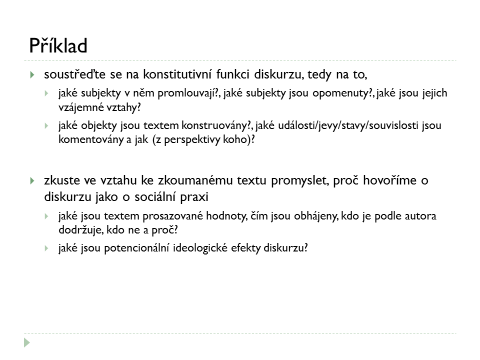 Příklad
soustřeďte se na konstitutivní funkci diskurzu, tedy na to,
jaké subjekty v něm promlouvají?, jaké subjekty jsou opomenuty?, jaké jsou jejich
vzájemné vztahy?
jaké objekty jsou textem konstruovány?, jaké události/jevy/stavy/souvislosti jsou
komentovány a jak (z perspektivy koho)?
zkuste ve vztahu ke zkoumanému textu promyslet, proč hovoříme o
diskurzu jako o sociální praxi
jaké jsou textem prosazované hodnoty, čím jsou obhájeny, kdo je podle autora
dodržuje, kdo ne a proč?
jaké jsou potencionální ideologické efekty diskurzu?